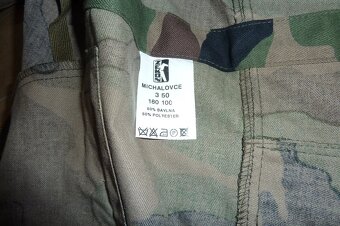 MICHALOVCE
3 50
180 100
50% BAVLNA
50% POLYESTER